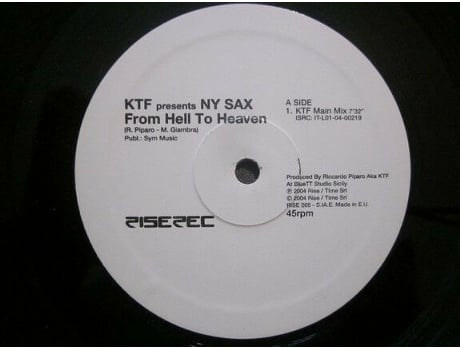 KTF presents NY SAX
From Hell To Heaven
(R. Piparo - M. Giambra)
Publ.: Sym Music
A SIDE
1. KTF Main Mix 7'32"
ISRC: IT-L01-04-00219
RISEREC
Produced By Riccardo Piparo Aka KTF
At BlueTT Studio Sicily
℗ 2004 Rise / Time Srl
© 2004 Rise / Time Srl
RISE 205 - S.I.A.E. Made in E.U.
45rpm